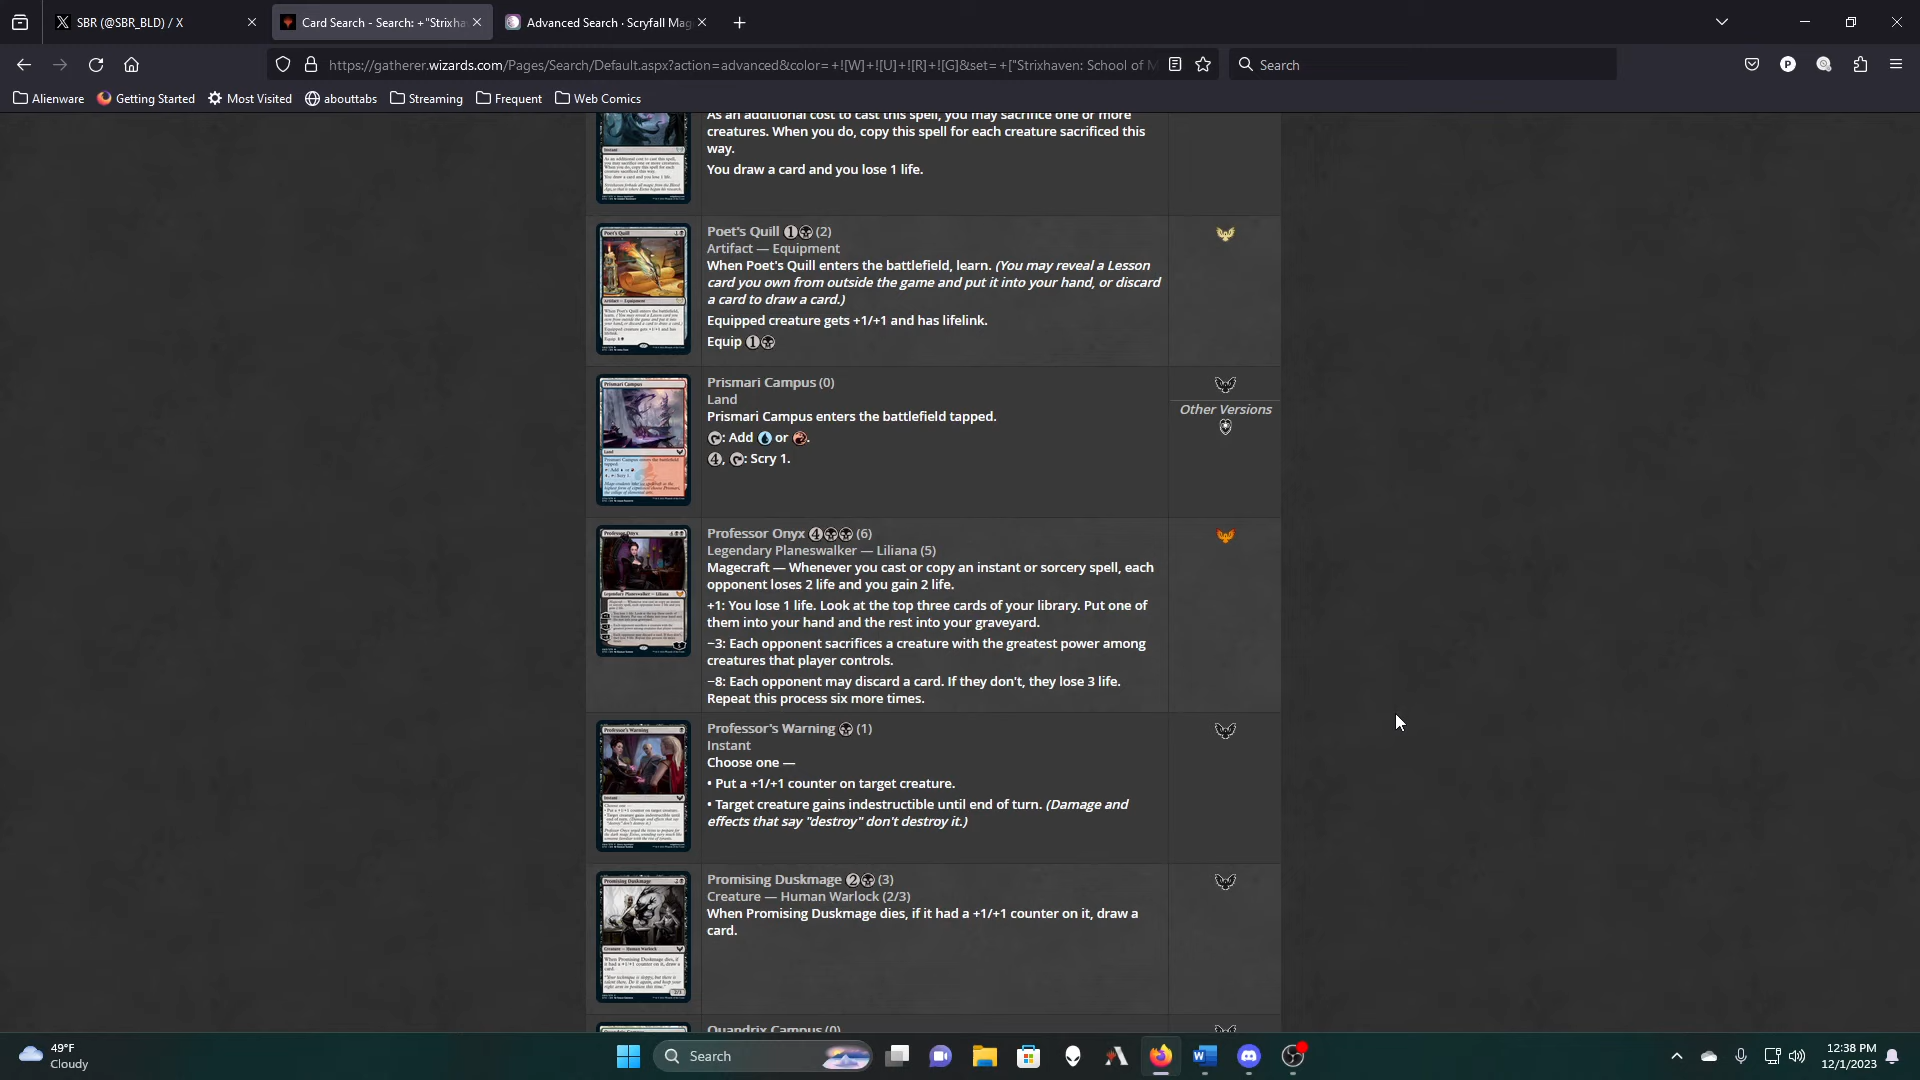 SBR (@SBR_BLD) / X
Card Search - Search: +"Strixha
Advanced Search · Scryfall Mag
https://gatherer.wizards.com/Pages/Search/Default.aspx?action=advanced&color=+![W]+![U]+![R]+![G]&set=+["Strixhaven: School of M
Search
Alienware
Getting Started
Most Visited
abouttabs
Streaming
Frequent
Web Comics
As an additional cost to cast this spell, you may sacrifice one or more
creatures. When you do, copy this spell for each creature sacrificed this
way.
You draw a card and you lose 1 life.
Poet's Quill 1 (2)
Artifact — Equipment
When Poet's Quill enters the battlefield, learn. (You may reveal a Lesson
card you own from outside the game and put it into your hand, or discard
a card to draw a card.)
Equipped creature gets +1/+1 and has lifelink.
Equip 1
Prismari Campus (0)
Land
Prismari Campus enters the battlefield tapped.
: Add or .
4, : Scry 1.
Other Versions
Professor Onyx 4 (6)
Legendary Planeswalker — Liliana (5)
Magecraft — Whenever you cast or copy an instant or sorcery spell, each
opponent loses 2 life and you gain 2 life.
+1: You lose 1 life. Look at the top three cards of your library. Put one of
them into your hand and the rest into your graveyard.
−3: Each opponent sacrifices a creature with the greatest power among
creatures that player controls.
−8: Each opponent may discard a card. If they don't, they lose 3 life.
Repeat this process six more times.
Professor's Warning (1)
Instant
Choose one —
• Put a +1/+1 counter on target creature.
• Target creature gains indestructible until end of turn. (Damage and
effects that say "destroy" don't destroy it.)
Promising Duskmage 2 (3)
Creature — Human Warlock (2/3)
When Promising Duskmage dies, if it had a +1/+1 counter on it, draw a
card.
Quandrix Campus (0)
49°F
Cloudy
Search
12:38 PM
12/1/2023